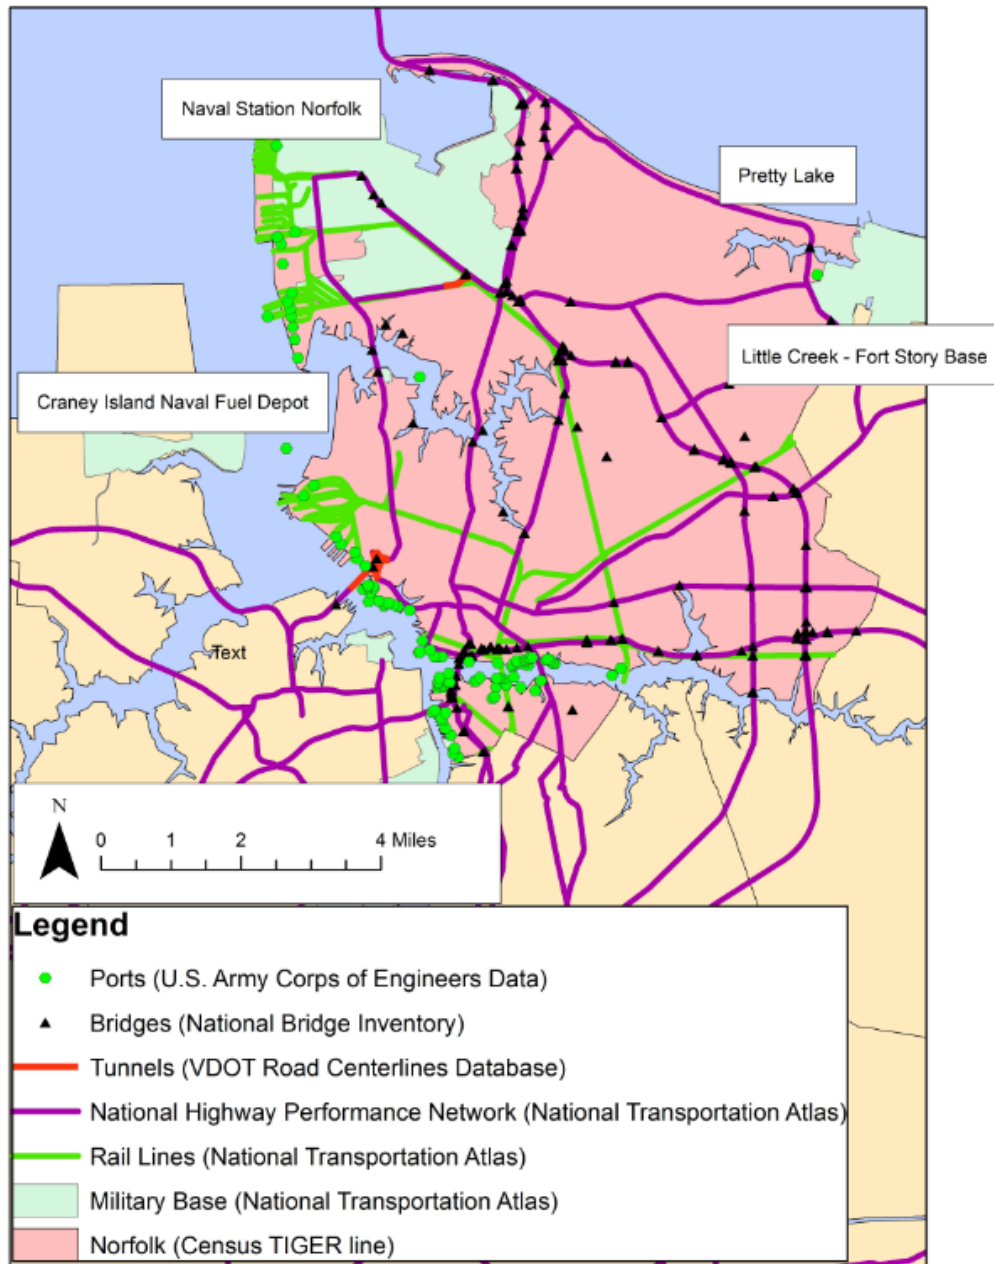 Naval Station Norfolk
Pretty Lake
Little Creek - Fort Story Base
Craney Island Naval Fuel Depot
Text
N
0 1 2 4 Miles
Legend
Ports (U.S. Army Corps of Engineers Data)
Bridges (National Bridge Inventory)
Tunnels (VDOT Road Centerlines Database)
National Highway Performance Network (National Transportation Atlas)
Rail Lines (National Transportation Atlas)
Military Base (National Transportation Atlas)
Norfolk (Census TIGER line)